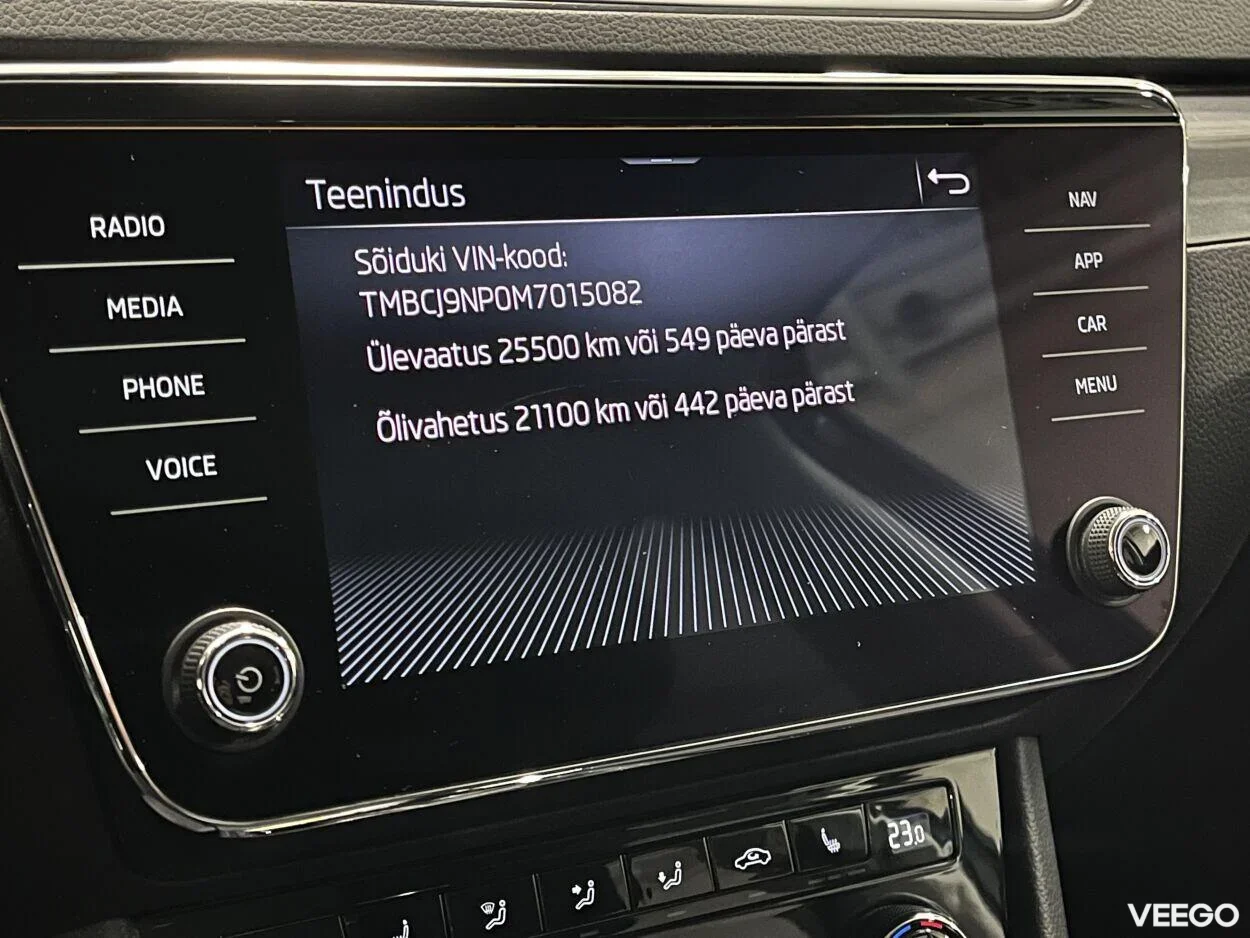 Teenindus
Sõiduki VIN-kood:
TMBCJ9NP0M7015082
Ülevaatus 25500 km või 549 päeva pärast
Õlivahetus 21100 km või 442 päeva pärast
RADIO
MEDIA
PHONE
VOICE
NAV
APP
CAR
MENU
23.0
VEEGO